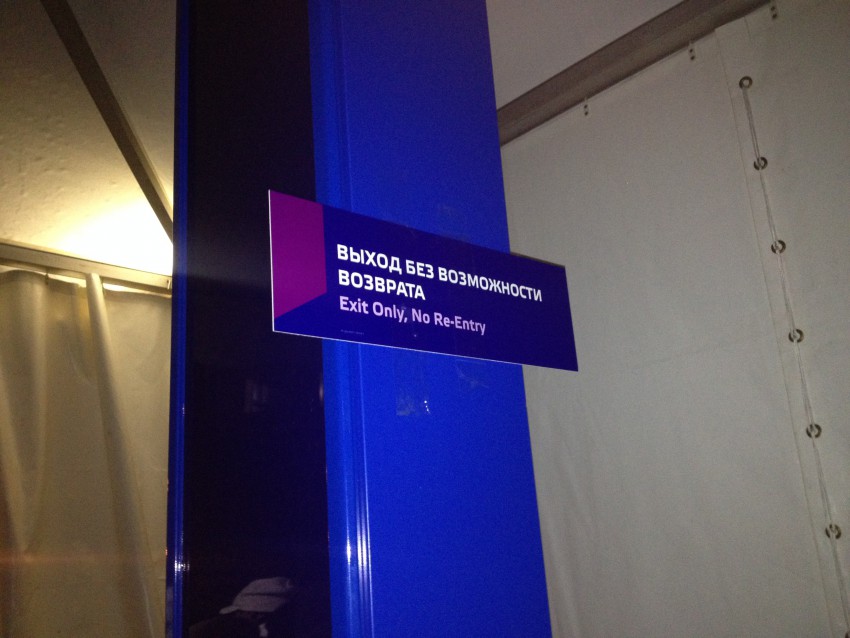 ВЫХОД БЕЗ ВОЗМОЖНОСТИ
ВОЗВРАТА
Exit Only, No Re-Entry